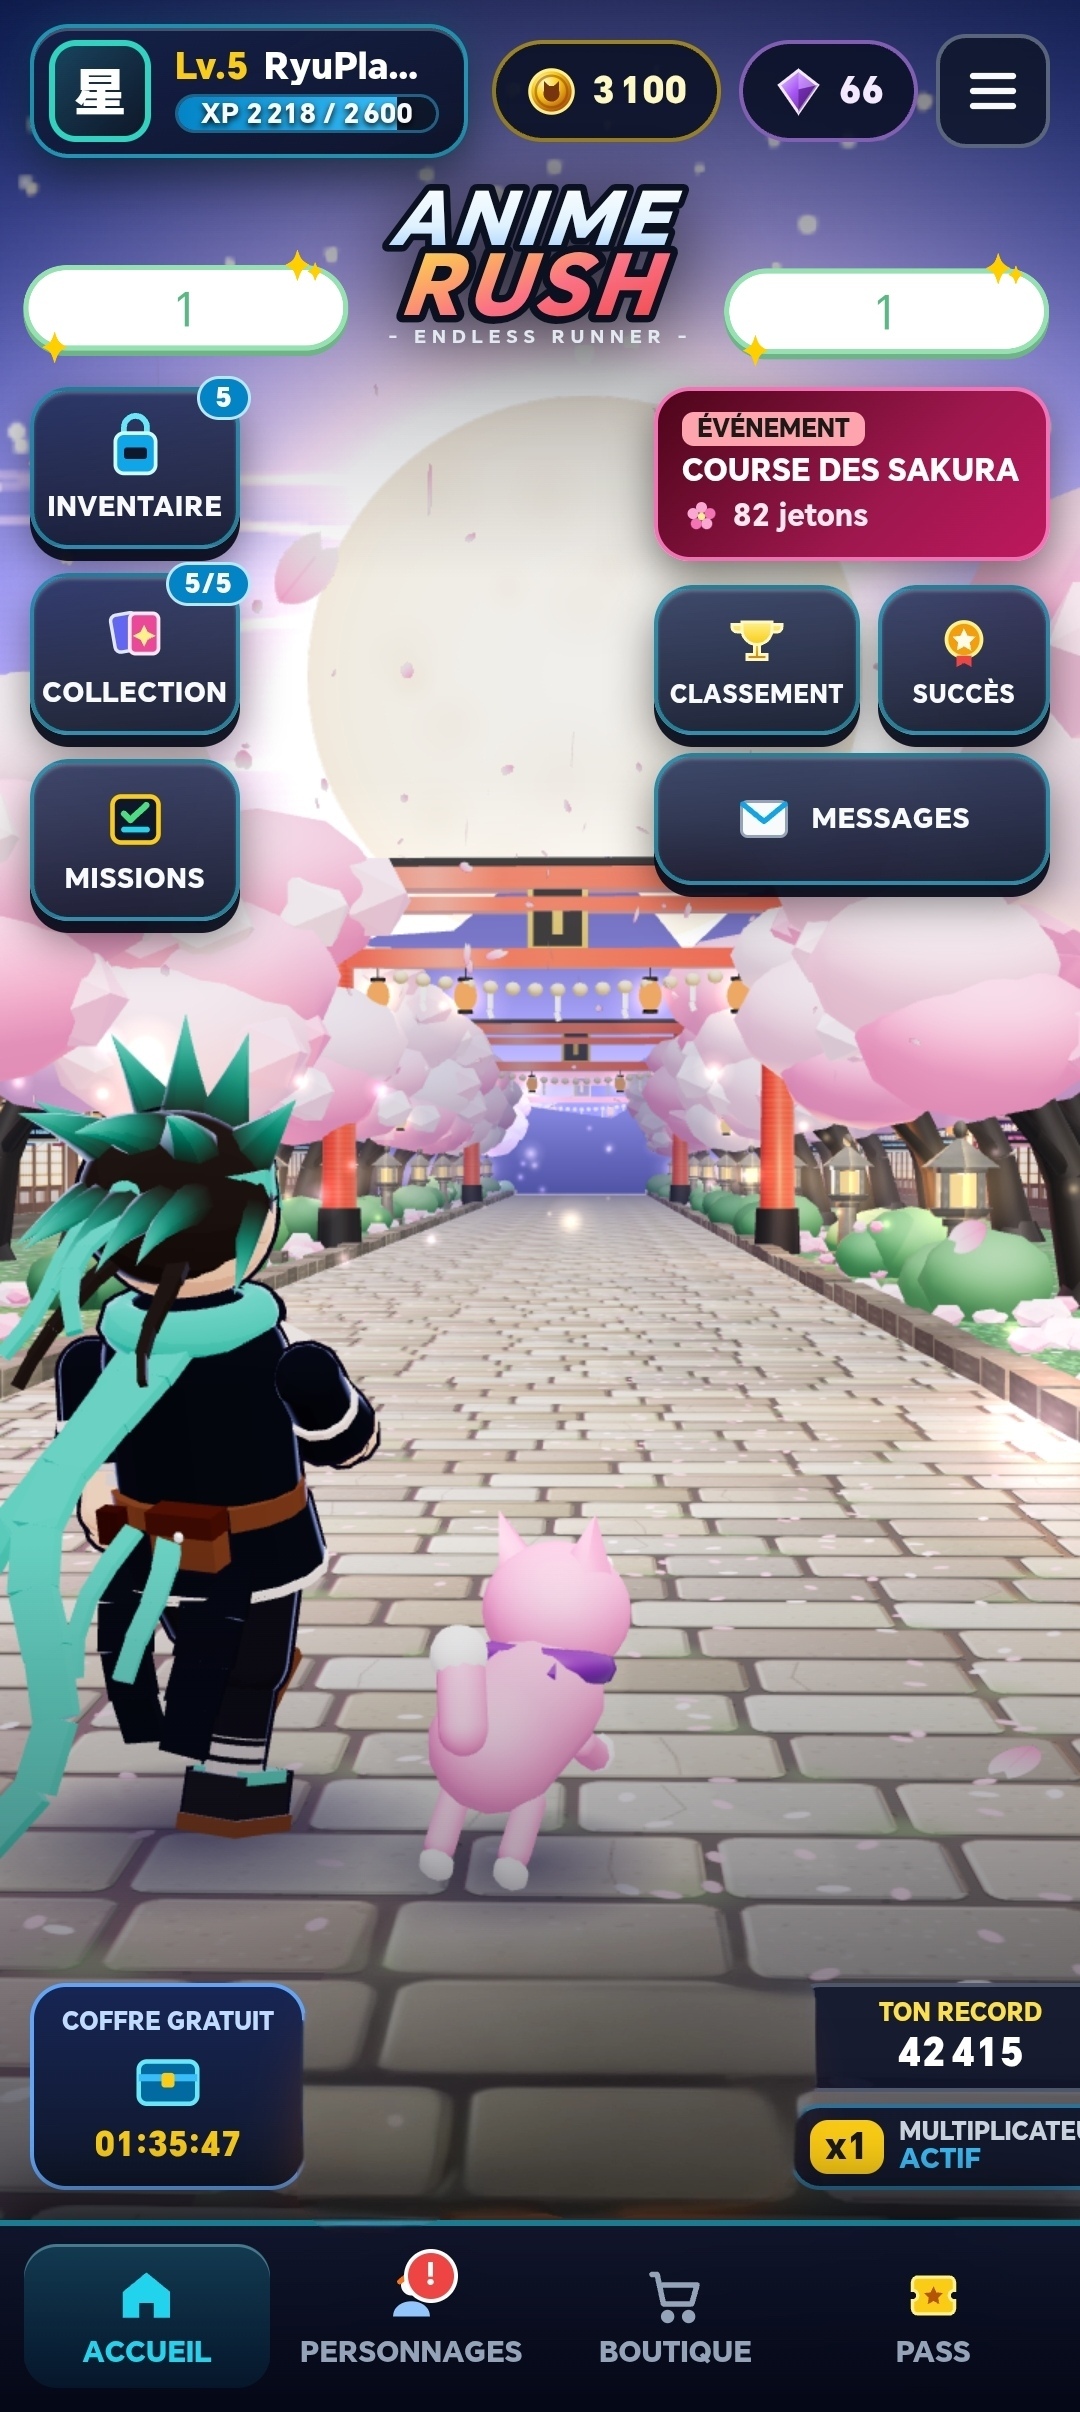 星
Lv.5 RyuPla...
XP 2 218 / 2 600
3 100
66
ANIME
RUSH
- ENDLESS RUNNER -
1
1
5
INVENTAIRE
5/5
COLLECTION
MISSIONS
ÉVÉNEMENT
COURSE DES SAKURA
82 jetons
CLASSEMENT
SUCCÈS
MESSAGES
COFFRE GRATUIT
01:35:47
TON RECORD
42 415
x1
MULTIPLICATEU
ACTIF
!
ACCUEIL
PERSONNAGES
BOUTIQUE
PASS